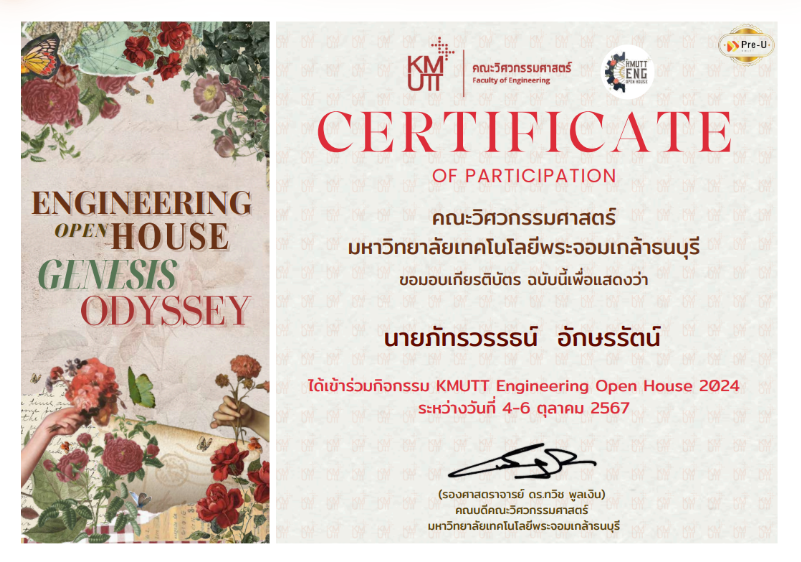 ENGINEERING
OPEN HOUSE
GENESIS
ODYSSEY
KMUTT
คณะวิศวกรรมศาสตร์
Faculty of Engineering
KMUTT
ENG
OPEN HOUSE
Pre-U
CERTIFICATE
OF PARTICIPATION
คณะวิศวกรรมศาสตร์
มหาวิทยาลัยเทคโนโลยีพระจอมเกล้าธนบุรี
ขอมอบเกียรติบัตร ฉบับนี้เพื่อแสดงว่า
นายภัทรวรรธน์ อักษรรัตน์
ได้เข้าร่วมกิจกรรม KMUTT Engineering Open House 2024
ระหว่างวันที่ 4-6 ตุลาคม 2567
(รองศาสตราจารย์ ดร.ทวิช พูลเงิน)
คณบดีคณะวิศวกรรมศาสตร์
มหาวิทยาลัยเทคโนโลยีพระจอมเกล้าธนบุรี